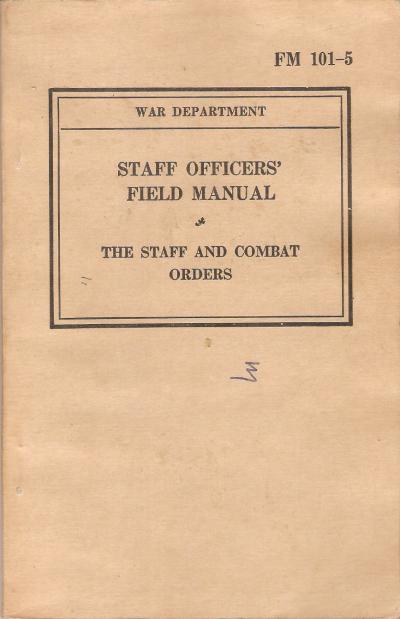 FM 101-5
WAR DEPARTMENT
STAFF OFFICERS'
FIELD MANUAL
THE STAFF AND COMBAT
ORDERS